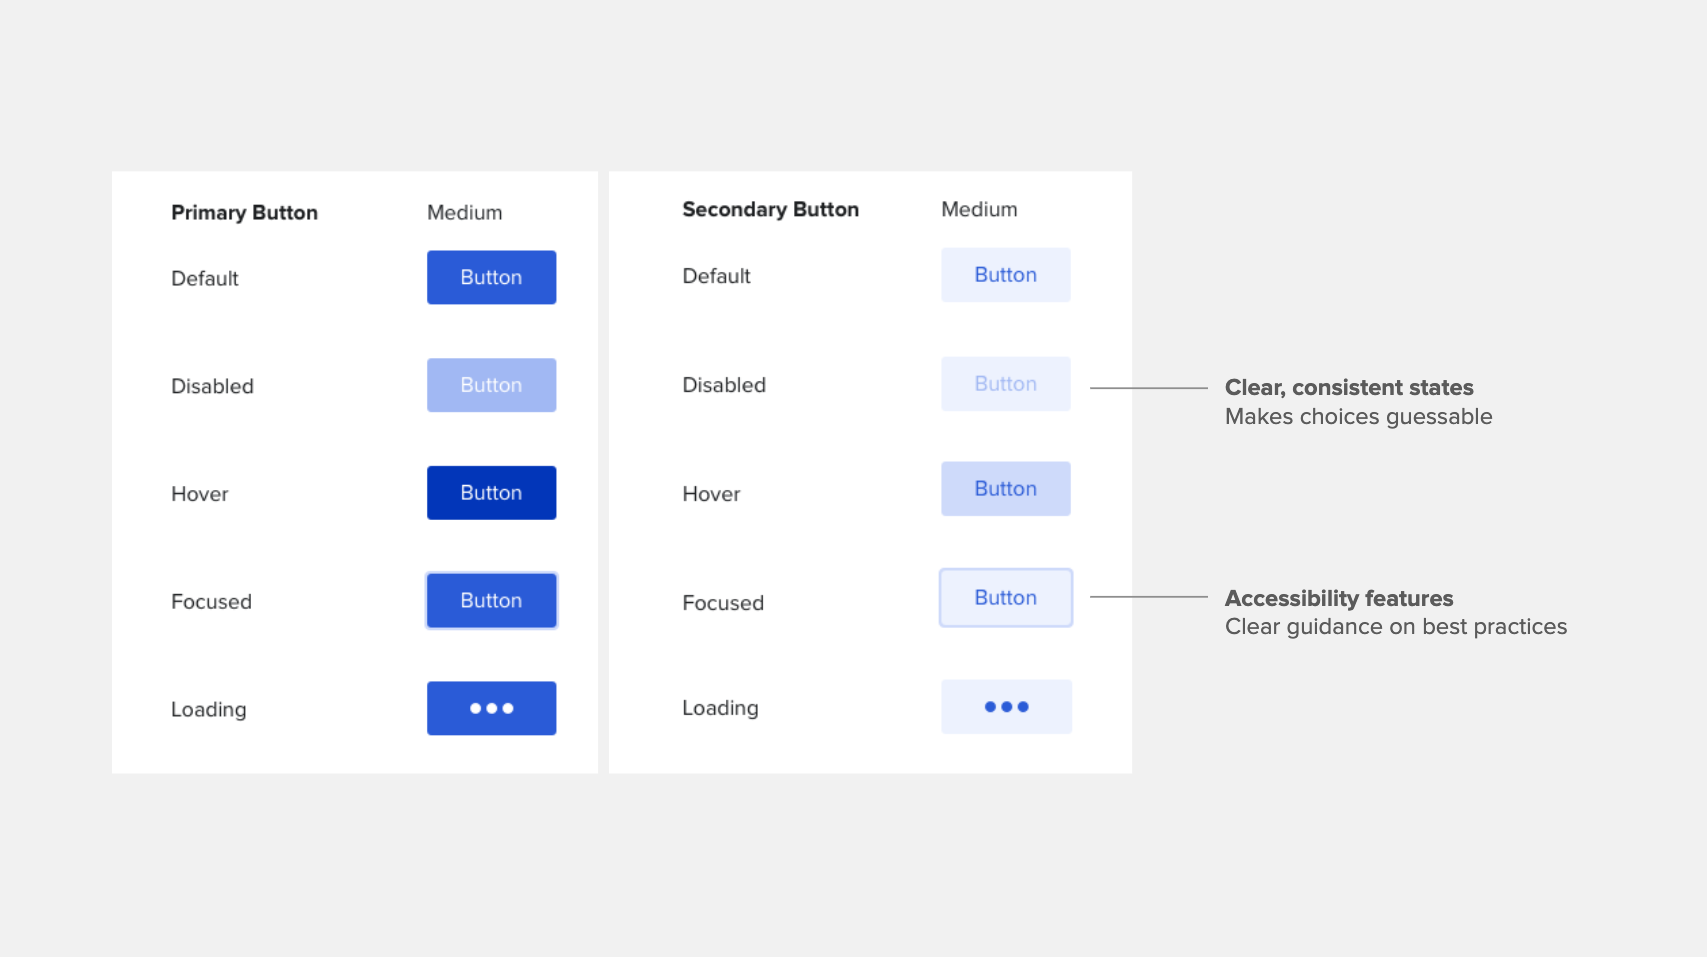 Primary Button Medium
Default Button
Disabled Button
Hover Button
Focused Button
Loading
Secondary Button Medium
Default Button
Disabled Button
Hover Button
Focused Button
Loading
Clear, consistent states
Makes choices guessable
Accessibility features
Clear guidance on best practices